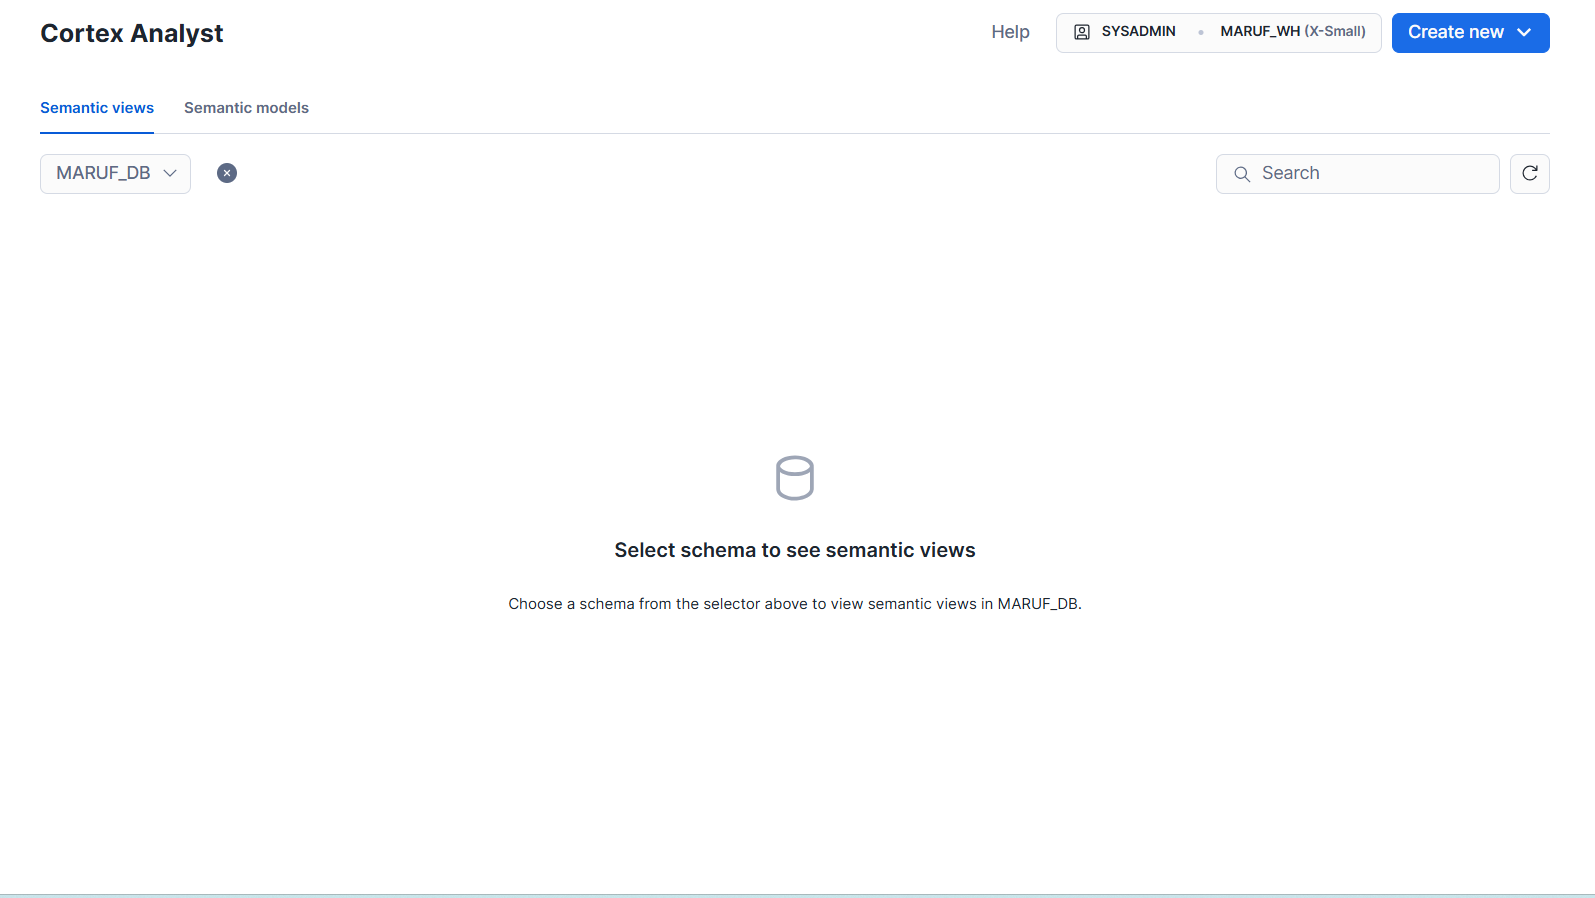 Cortex Analyst
Help
SYSADMIN • MARUF_WH (X-Small)
Create new
Semantic views
Semantic models
MARUF_DB
Search
Select schema to see semantic views
Choose a schema from the selector above to view semantic views in MARUF_DB.